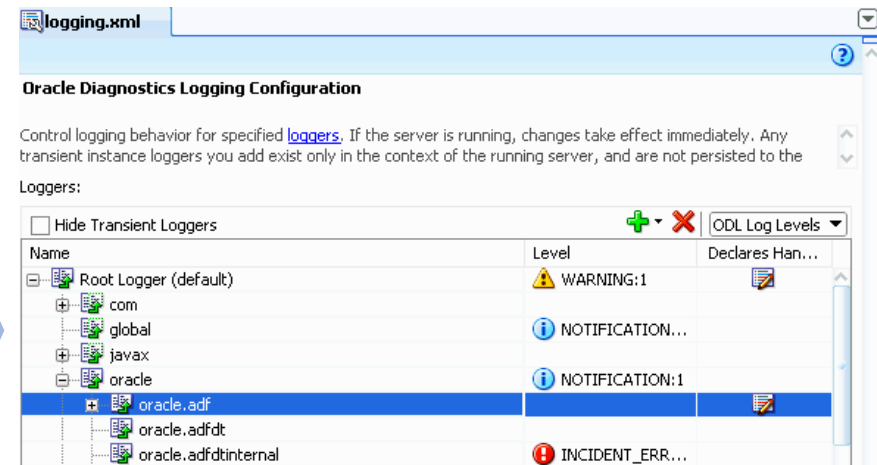 logging.xml
Oracle Diagnostics Logging Configuration
Control logging behavior for specified loggers. If the server is running, changes take effect immediately. Any
transient instance loggers you add exist only in the context of the running server, and are not persisted to the
Loggers:
Hide Transient Loggers ODL Log Levels
Name Level Declares Han...
Root Logger (default) WARNING:1
com
global NOTIFICATION...
javax
oracle NOTIFICATION:1
oracle.adf
oracle.adfdt
oracle.adfdtinternal INCIDENT_ERR...